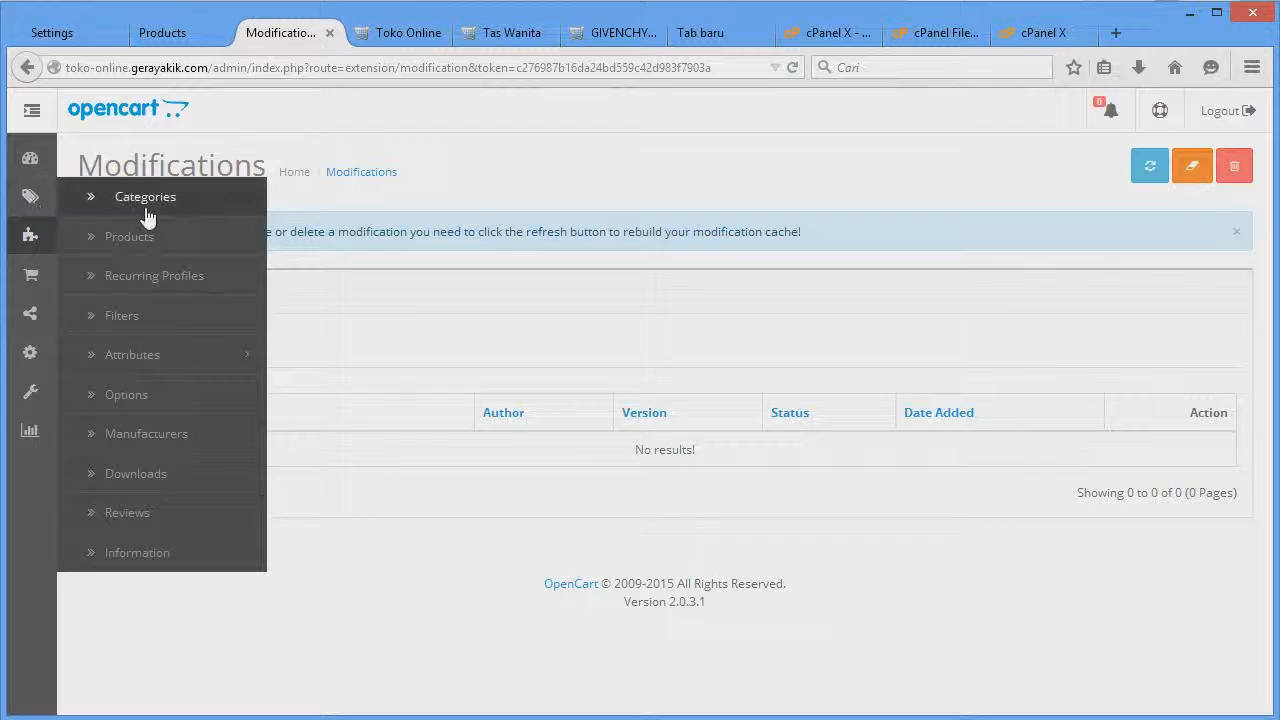 Settings
Products
Modificatio...
Toko Online
Tas Wanita
GIVENCHY...
Tab baru
cPanel X - ...
cPanel File...
cPanel X
toko-online.gerayakik.com/admin/index.php?route=extension/modification&token=c276987b16da24bd559c42d983f7903a
Cari
opencart
0
Logout
Modifications
Home
Modifications
e or delete a modification you need to click the refresh button to rebuild your modification cache!
Categories
Products
Recurring Profiles
Filters
Attributes
Options
Manufacturers
Downloads
Reviews
Information
Author
Version
Status
Date Added
Action
No results!
Showing 0 to 0 of 0 (0 Pages)
OpenCart © 2009-2015 All Rights Reserved.
Version 2.0.3.1